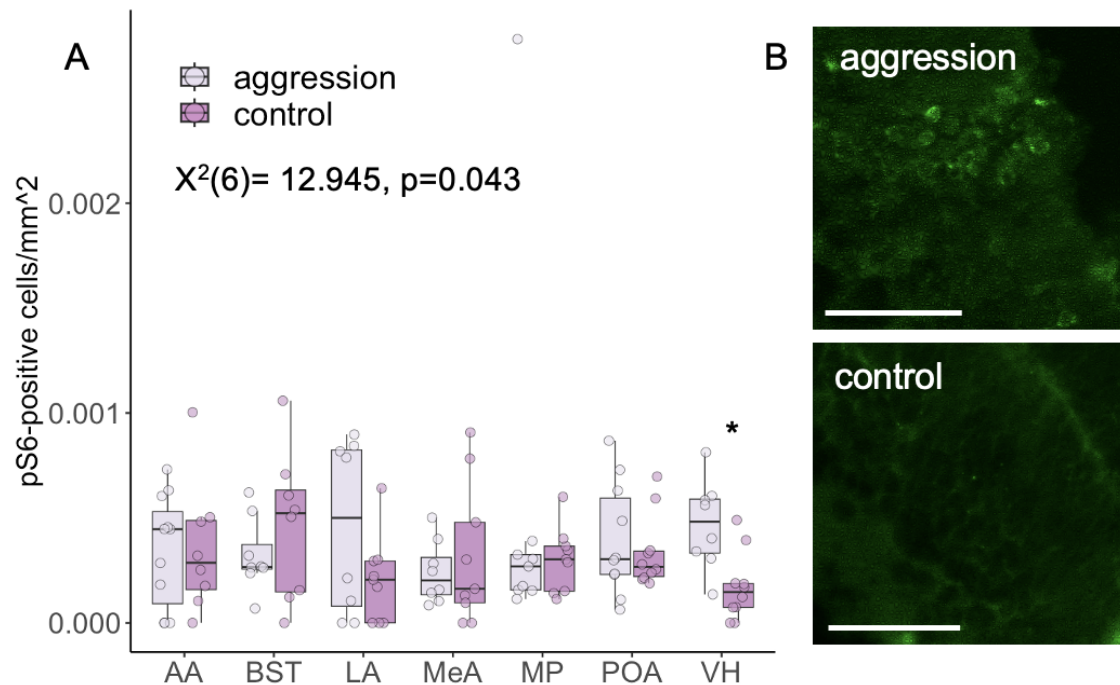 A
aggression
control
X²(6)= 12.945, p=0.043
pS6-positive cells/mm^2
0.002
0.001
0.000
*
AA BST LA MeA MP POA VH
B
aggression
control